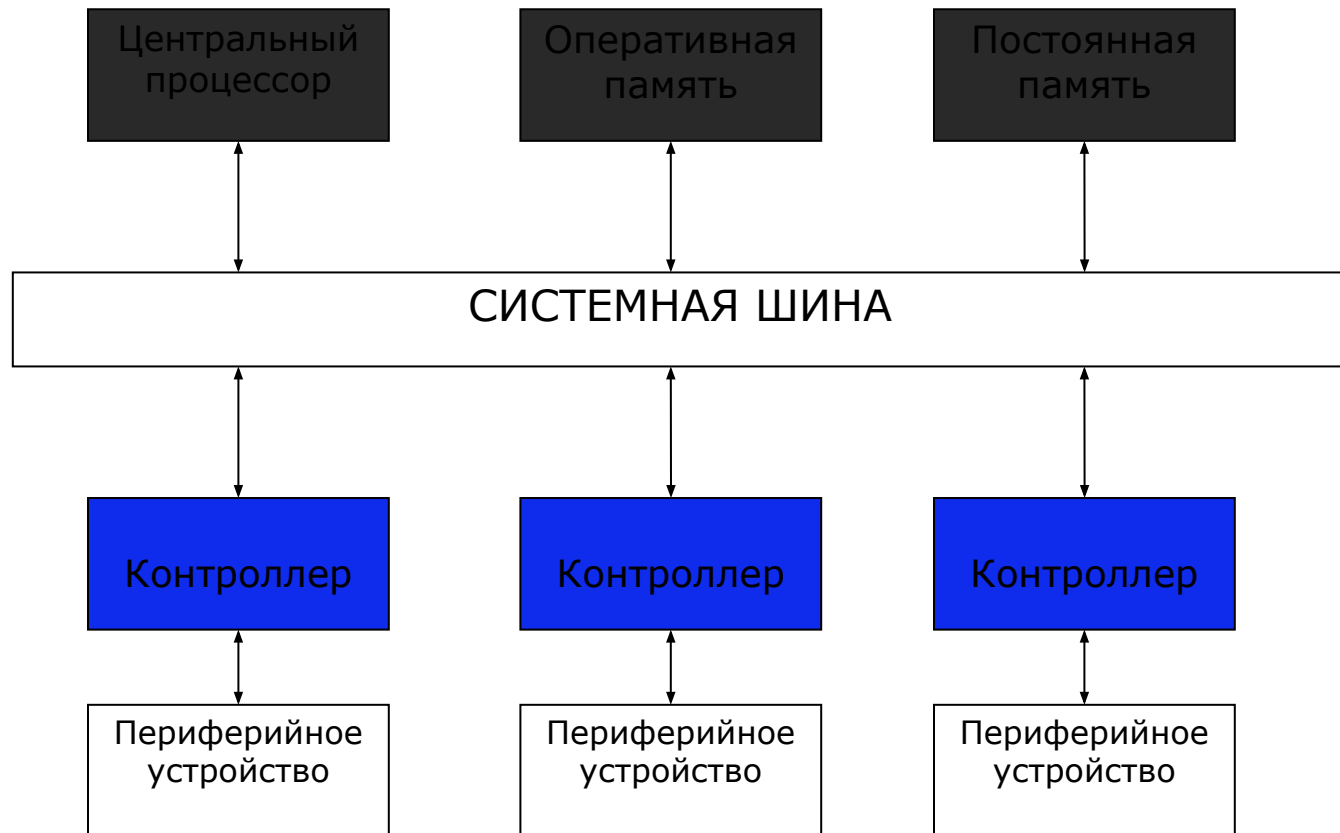 Центральный
процессор
Оперативная
память
Постоянная
память
СИСТЕМНАЯ ШИНА
Контроллер
Контроллер
Контроллер
Периферийное
устройство
Периферийное
устройство
Периферийное
устройство